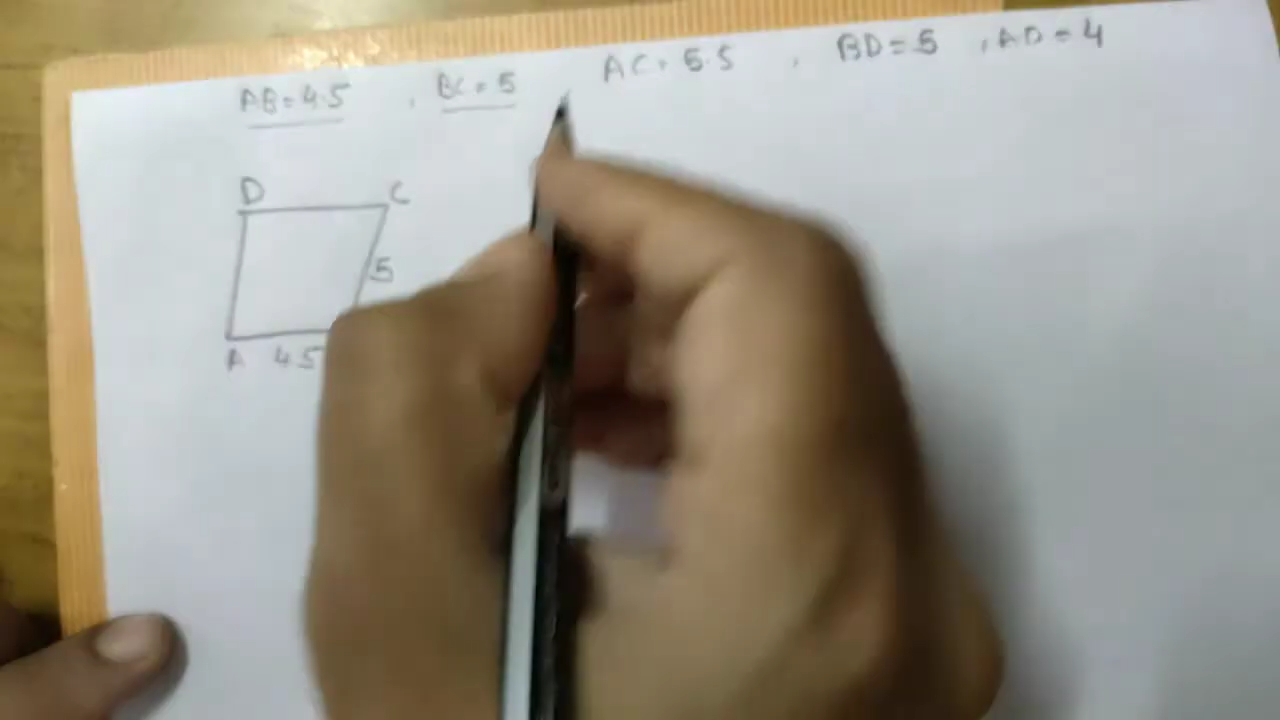 AB = 4.5 , BC = 5 AC = 5.5 , BD = 5 , AD = 4
D C
5
A 4.5